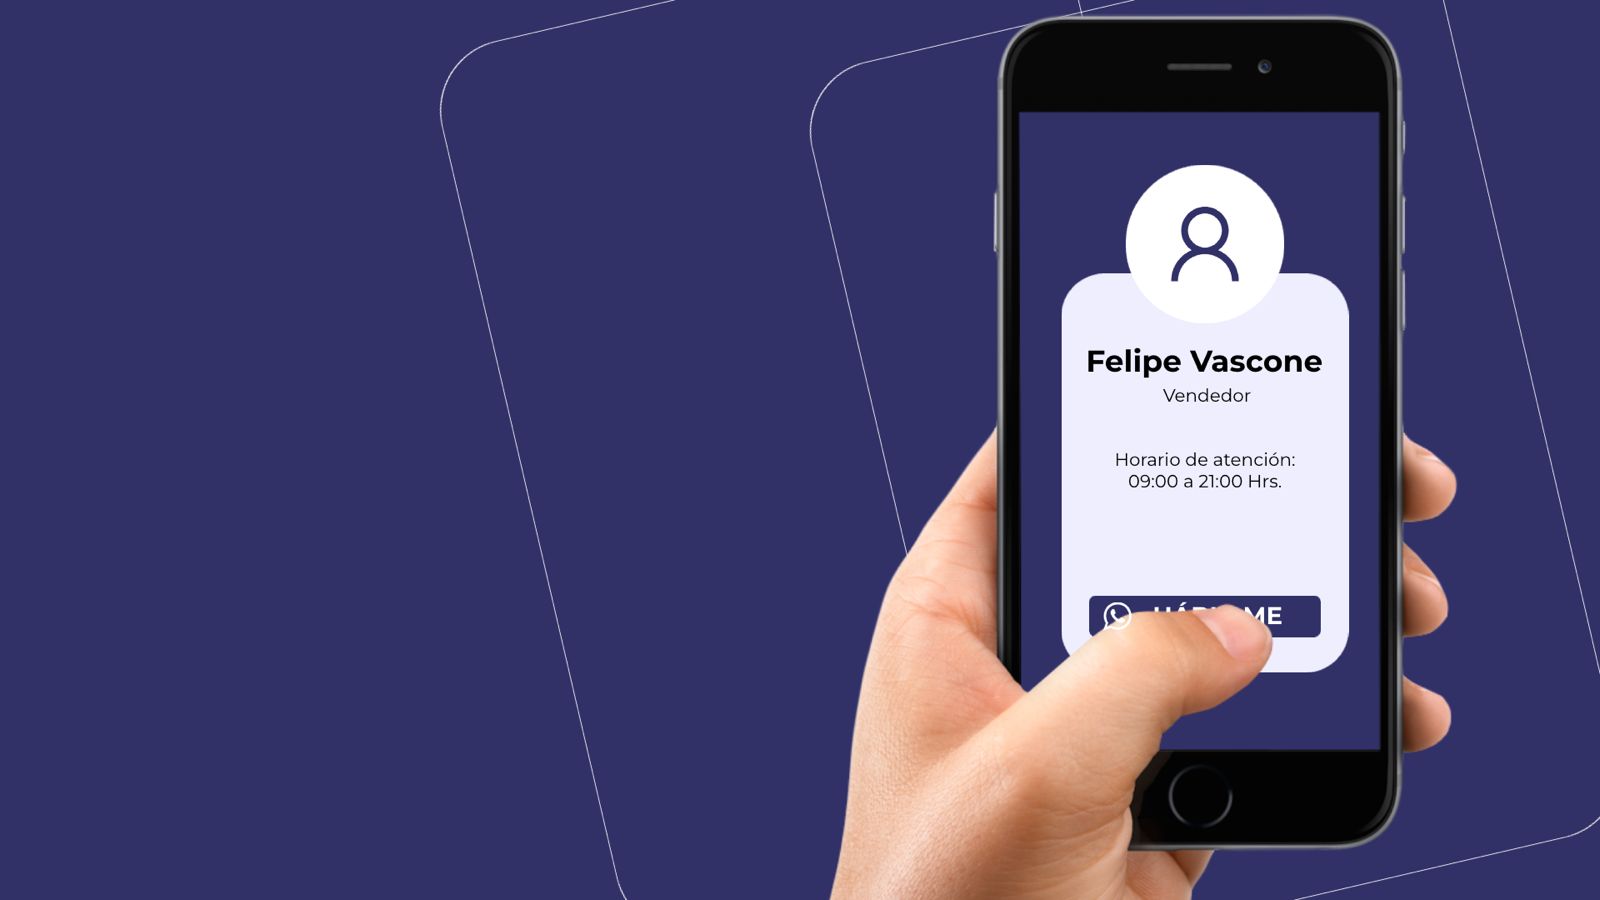 Felipe Vascone
Vendedor
Horario de atención:
09:00 a 21:00 Hrs.